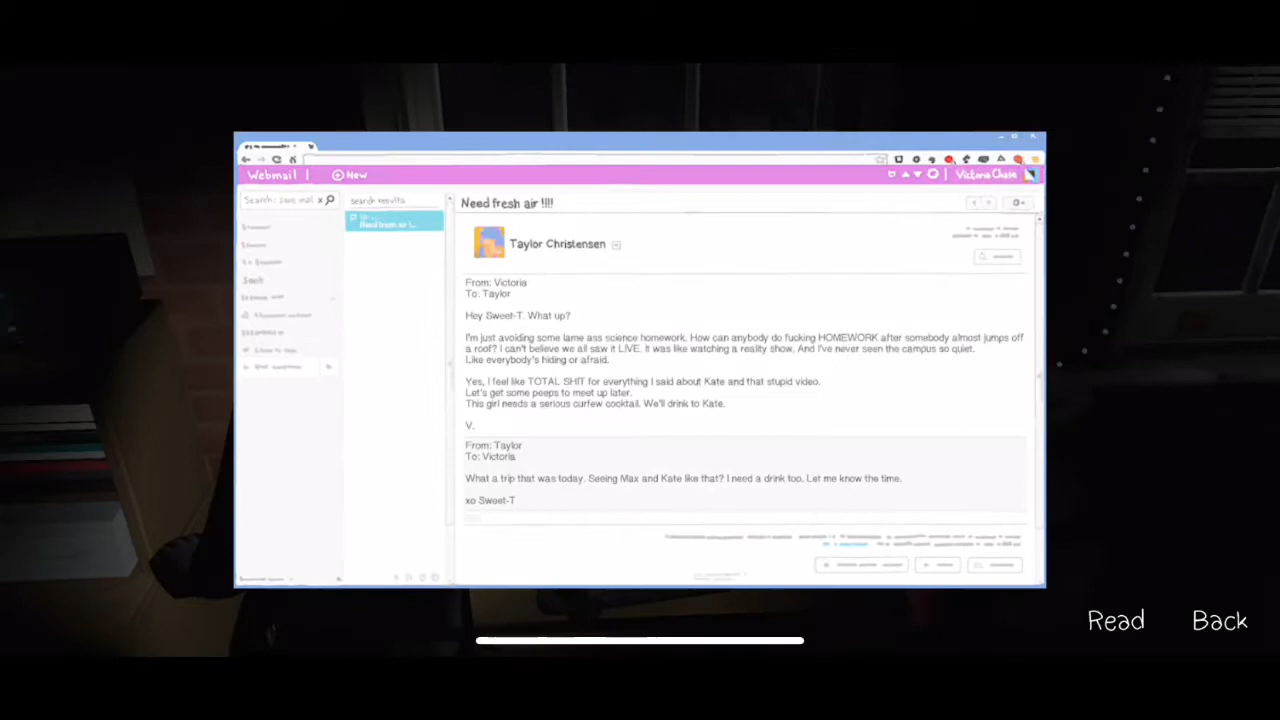 Webmail
New
Victoria Chase
Search:
search results
Need fresh air !!!!
Need fresh air !...
Taylor Christensen
From: Victoria
To: Taylor
Hey Sweet-T. What up?
I'm just avoiding some lame ass science homework. How can anybody do fucking HOMEWORK after somebody almost jumps off
a roof? I can't believe we all saw it LIVE. It was like watching a reality show. And I've never seen the campus so quiet.
Like everybody's hiding or afraid.
Yes, I feel like TOTAL SHIT for everything I said about Kate and that stupid video.
Let's get some peeps to meet up later.
This girl needs a serious curfew cocktail. We'll drink to Kate.
V.
From: Taylor
To: Victoria
What a trip that was today. Seeing Max and Kate like that? I need a drink too. Let me know the time.
xo Sweet-T
Read
Back